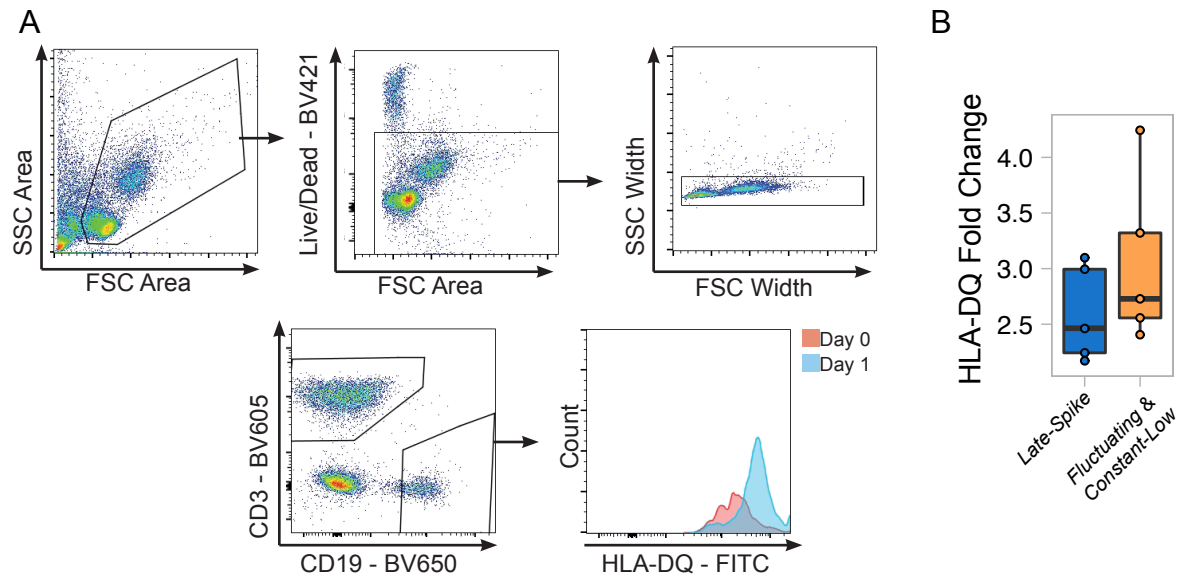 A
SSC Area
FSC Area
Live/Dead - BV421
FSC Area
SSC Width
FSC Width
CD3 - BV605
CD19 - BV650
Count
HLA-DQ - FITC
Day 0
Day 1
B
HLA-DQ Fold Change
4.0
3.5
3.0
2.5
Late-Spike
Fluctuating &
Constant-Low